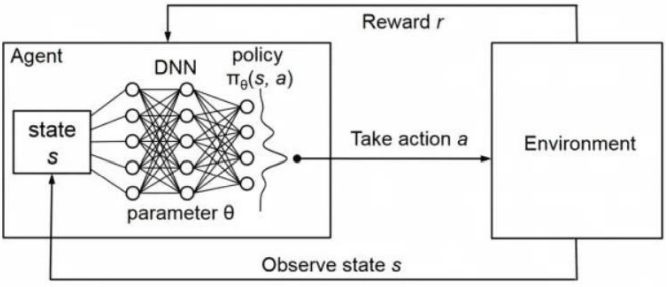 Reward r
Agent
DNN
policy
πθ(s, a)
state
s
Take action a
Environment
parameter θ
Observe state s